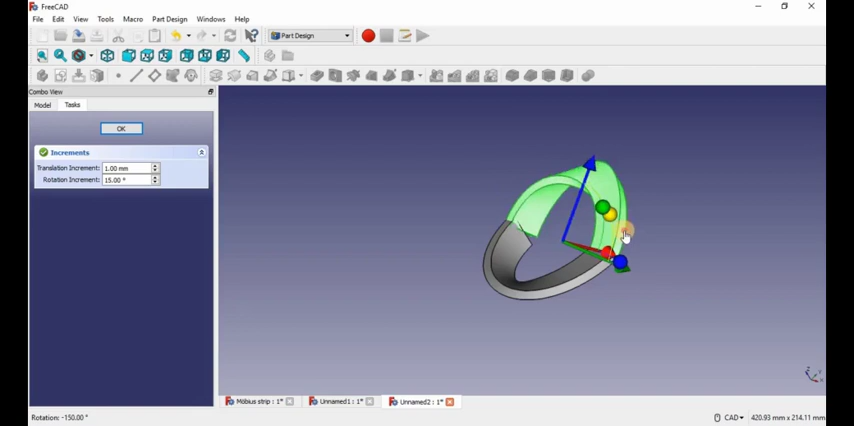 FreeCAD
File Edit View Tools Macro Part Design Windows Help
Part Design
Combo View
Model Tasks
OK
Increments
Translation Increment: 1.00 mm
Rotation Increment: 15.00 °
Möbius strip : 1* Unnamed1 : 1* Unnamed2 : 1*
Rotation: -150.00 ° CAD 420.93 mm x 214.11 mm